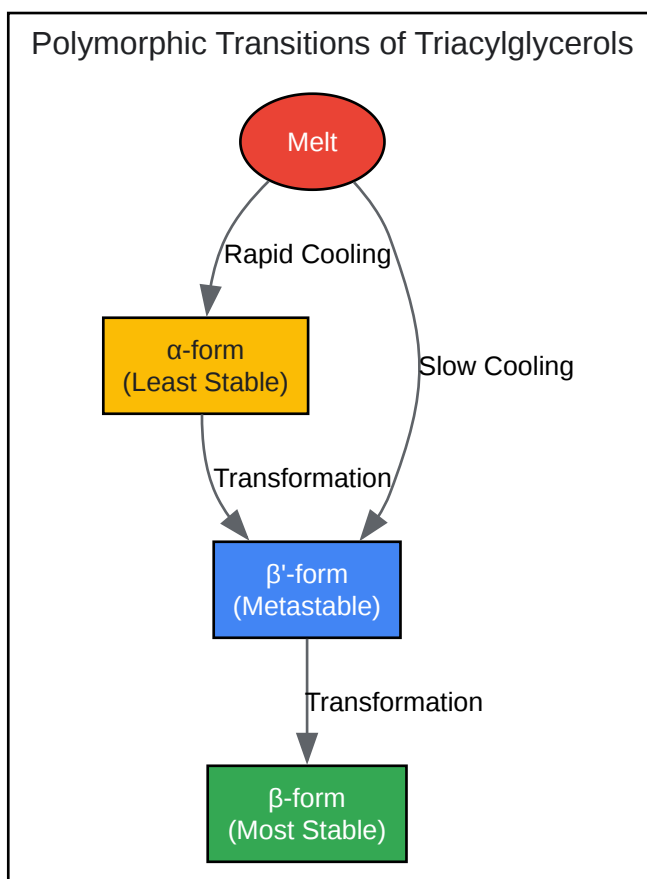 Polymorphic Transitions of Triacylglycerols
Melt
Rapid Cooling
α-form
(Least Stable)
Slow Cooling
Transformation
β'-form
(Metastable)
Transformation
β-form
(Most Stable)